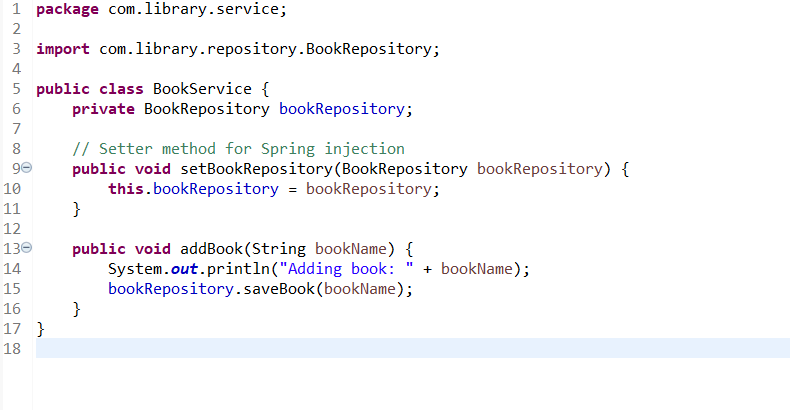 1 package com.library.service;
2
3 import com.library.repository.BookRepository;
4
5 public class BookService {
6     private BookRepository bookRepository;
7
8     // Setter method for Spring injection
9     public void setBookRepository(BookRepository bookRepository) {
10         this.bookRepository = bookRepository;
11     }
12
13     public void addBook(String bookName) {
14         System.out.println("Adding book: " + bookName);
15         bookRepository.saveBook(bookName);
16     }
17 }
18